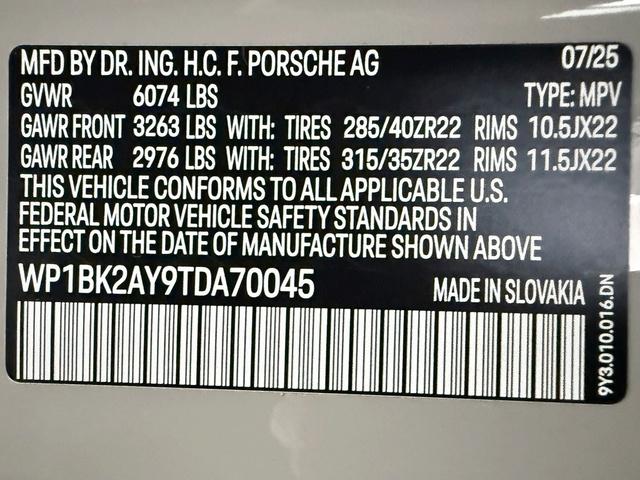 MFD BY DR. ING. H.C. F. PORSCHE AG 07/25
GVWR 6074 LBS TYPE: MPV
GAWR FRONT 3263 LBS WITH: TIRES 285/40ZR22 RIMS 10.5JX22
GAWR REAR 2976 LBS WITH: TIRES 315/35ZR22 RIMS 11.5JX22
THIS VEHICLE CONFORMS TO ALL APPLICABLE U.S.
FEDERAL MOTOR VEHICLE SAFETY STANDARDS IN
EFFECT ON THE DATE OF MANUFACTURE SHOWN ABOVE
WP1BK2AY9TDA70045 MADE IN SLOVAKIA
9Y3.010.016.DN